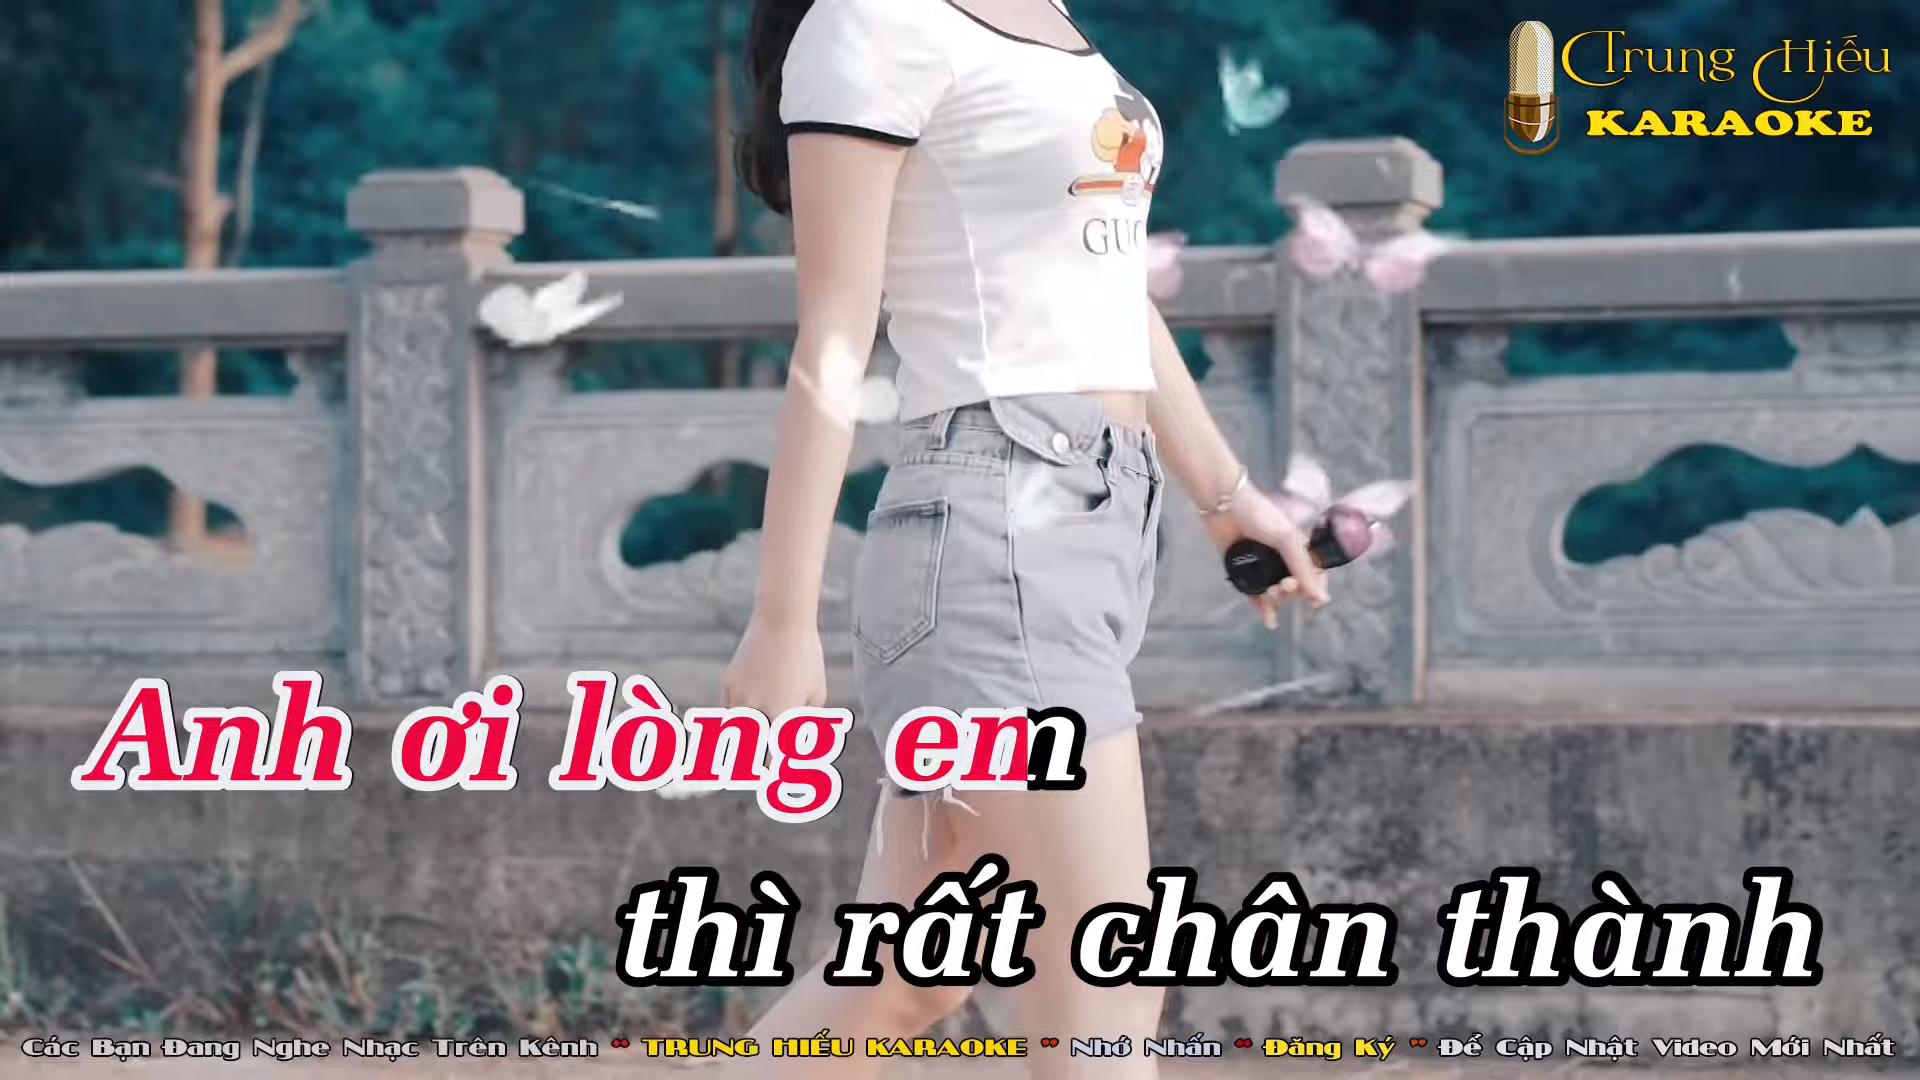 Trung Hiếu
KARAOKE
GUC
Anh ơi lòng em
thì rất chân thành
Các Bạn Đang Nghe Nhạc Trên Kênh “ TRUNG HIẾU KARAOKE ” Nhớ Nhấn “ Đăng Ký ” Để Cập Nhật Video Mới Nhất